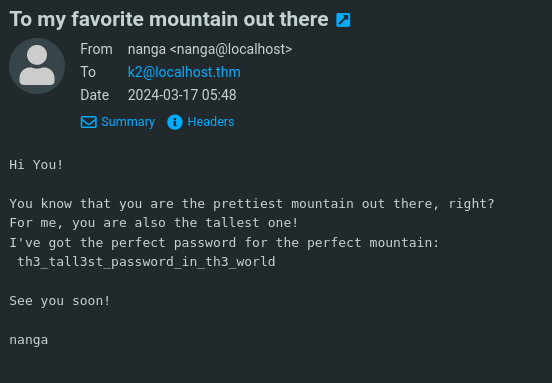 To my favorite mountain out there
From nanga <nanga@localhost>
To k2@localhost.thm
Date 2024-03-17 05:48
Summary Headers
Hi You!
You know that you are the prettiest mountain out there, right?
For me, you are also the tallest one!
I've got the perfect password for the perfect mountain:
th3_tall3st_password_in_th3_world
See you soon!
nanga